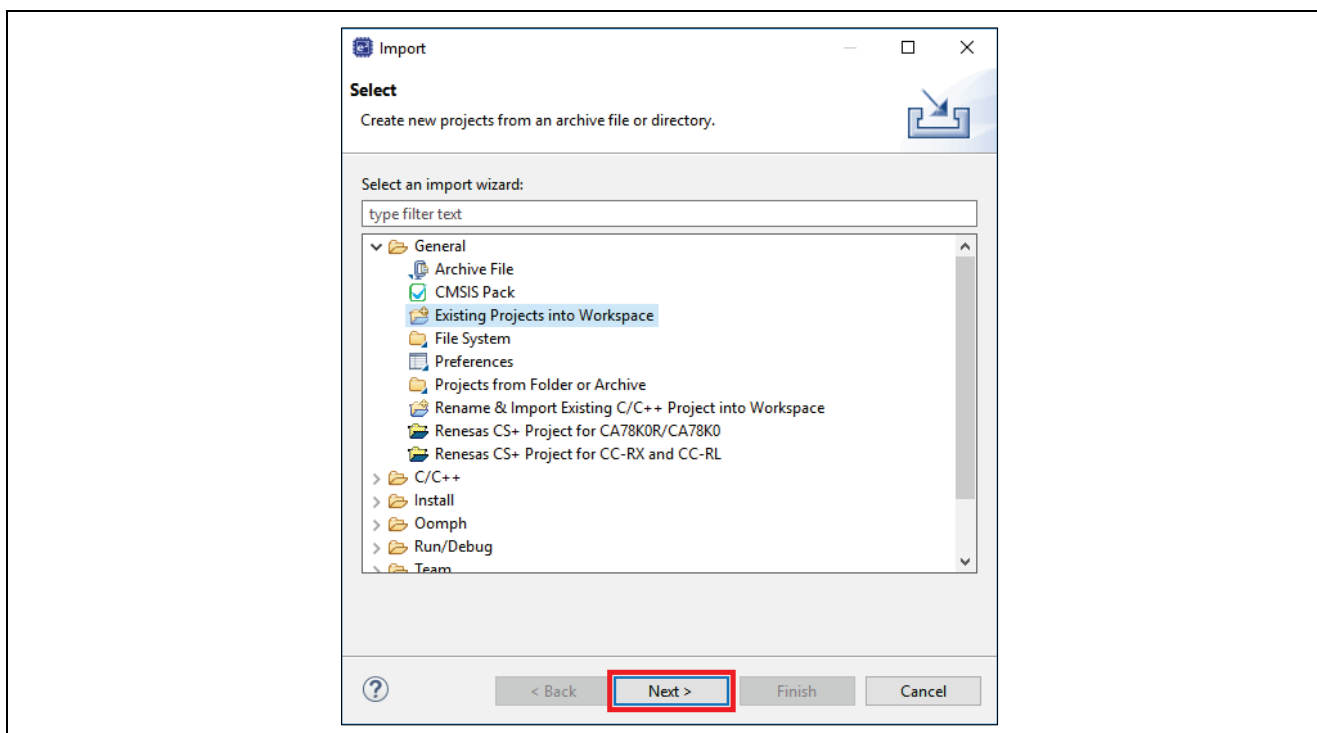 Import
Select
Create new projects from an archive file or directory.
Select an import wizard:
type filter text
General
Archive File
CMSIS Pack
Existing Projects into Workspace
File System
Preferences
Projects from Folder or Archive
Rename & Import Existing C/C++ Project into Workspace
Renesas CS+ Project for CA78K0R/CA78K0
Renesas CS+ Project for CC-RX and CC-RL
C/C++
Install
Oomph
Run/Debug
Team
? < Back Next > Finish Cancel